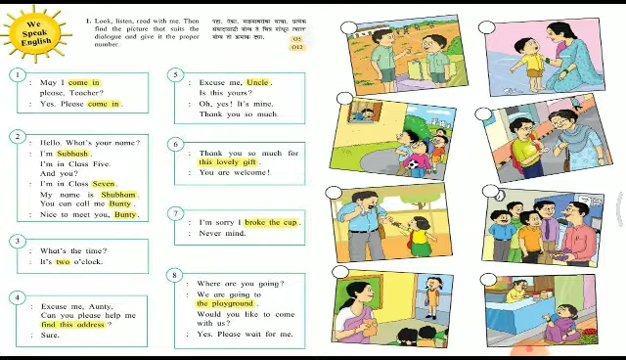 We
Speak
English
1. Look, listen, read with me. Then
find the picture that suits the
dialogue and give it the proper
number.
पहा, ऐका, माझ्याबरोबर वाचा. प्रत्येक
1
: May I come in
please, Teacher?
: Yes. Please come in.
2
: Hello. What's your name?
: I'm Subhash.
I'm in Class Five.
And you?
: I'm in Class Seven.
My name is Shubham.
You can call me Bunty.
: Nice to meet you, Bunty.
3
: What's the time?
: It's two o'clock.
4
: Excuse me, Aunty.
Can you please help me
find this address?
: Sure.
5
: Excuse me, Uncle.
Is this yours?
: Oh, yes! It's mine.
Thank you so much.
6
: Thank you so much for
this lovely gift.
: You are welcome!
7
: I'm sorry I broke the cup.
: Never mind.
8
: Where are you going?
: We are going to
the playground.
Would you like to come
with us?
: Yes. Please wait for me.